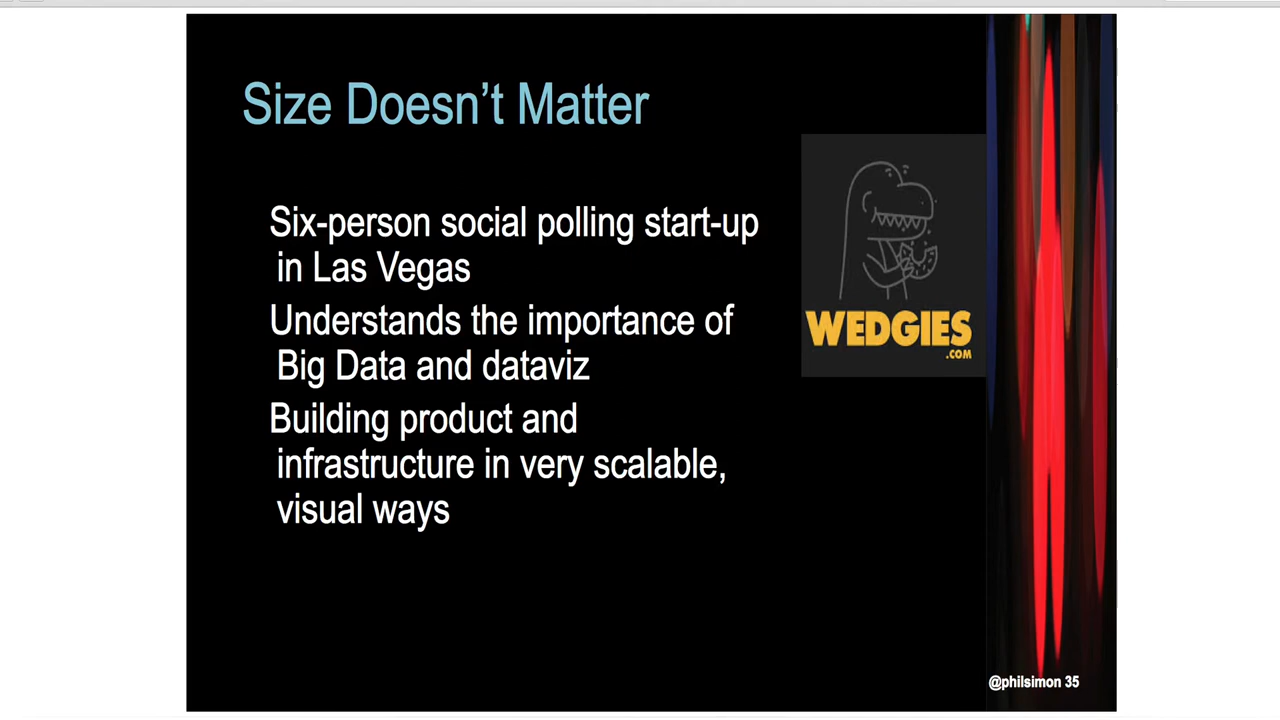 Size Doesn’t Matter
Six-person social polling start-up
in Las Vegas
Understands the importance of
Big Data and dataviz
Building product and
infrastructure in very scalable,
visual ways
WEDGIES
.COM
@philsimon 35